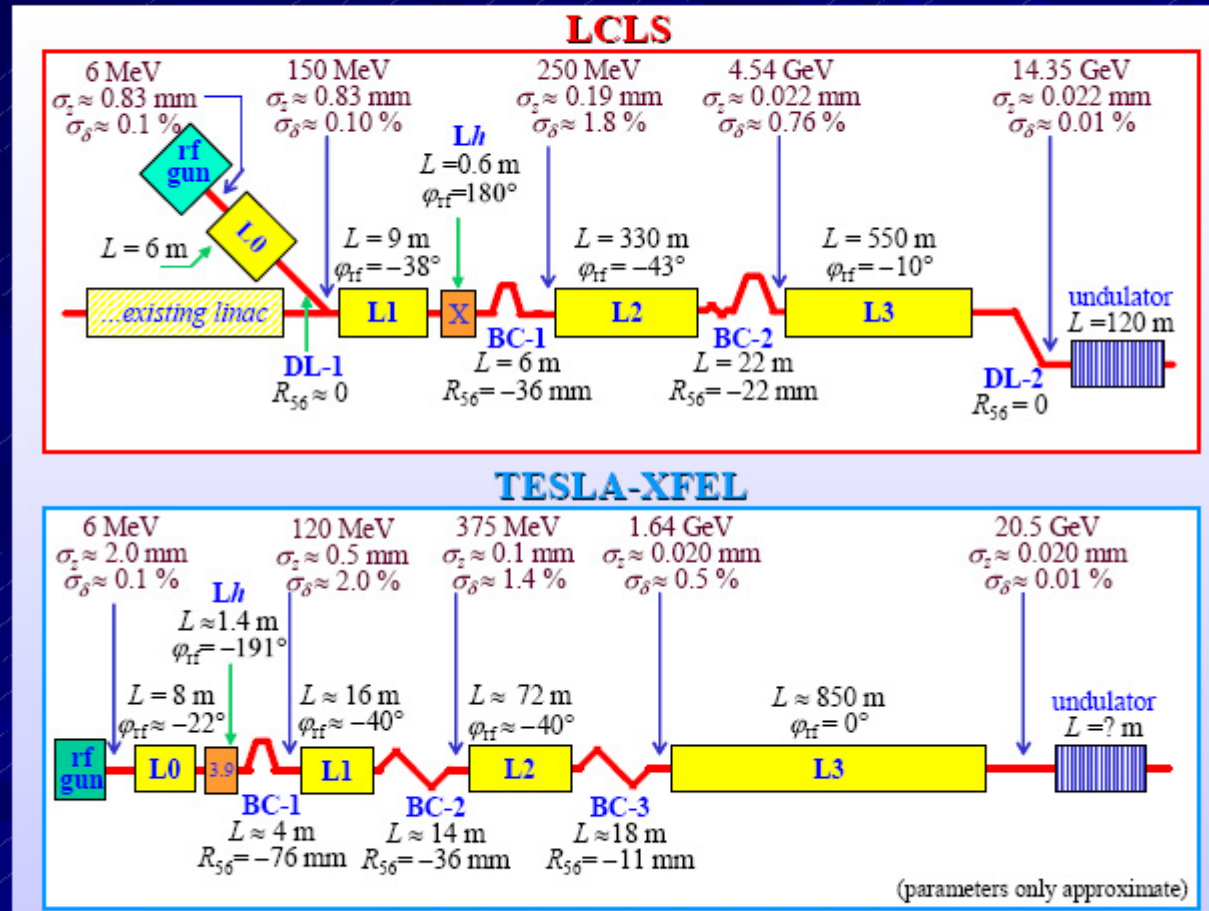 LCLS
6 MeV
σz ≈ 0.83 mm
σδ ≈ 0.1 %
150 MeV
σz ≈ 0.83 mm
σδ ≈ 0.10 %
250 MeV
σz ≈ 0.19 mm
σδ ≈ 1.8 %
4.54 GeV
σz ≈ 0.022 mm
σδ ≈ 0.76 %
14.35 GeV
σz ≈ 0.022 mm
σδ ≈ 0.01 %
Lh
L =0.6 m
φrf=180°
rf
gun
L0
L = 6 m
L = 9 m
φrf = −38°
L = 330 m
φrf = −43°
L = 550 m
φrf = −10°
...existing linac
L1
X
L2
L3
undulator
L =120 m
DL-1
R56 ≈ 0
BC-1
L = 6 m
R56= −36 mm
BC-2
L = 22 m
R56= −22 mm
DL-2
R56 = 0
TESLA-XFEL
6 MeV
σz ≈ 2.0 mm
σδ ≈ 0.1 %
120 MeV
σz ≈ 0.5 mm
σδ ≈ 2.0 %
375 MeV
σz ≈ 0.1 mm
σδ ≈ 1.4 %
1.64 GeV
σz ≈ 0.020 mm
σδ ≈ 0.5 %
20.5 GeV
σz ≈ 0.020 mm
σδ ≈ 0.01 %
Lh
L ≈1.4 m
φrf= −191°
L = 8 m
φrf ≈ −22°
L ≈ 16 m
φrf ≈ −40°
L ≈ 72 m
φrf ≈ −40°
L ≈ 850 m
φrf = 0°
undulator
L =? m
rf
gun
L0
3.9
L1
L2
L3
BC-1
L ≈ 4 m
R56= −76 mm
BC-2
L ≈ 14 m
R56= −36 mm
BC-3
L ≈18 m
R56= −11 mm
(parameters only approximate)